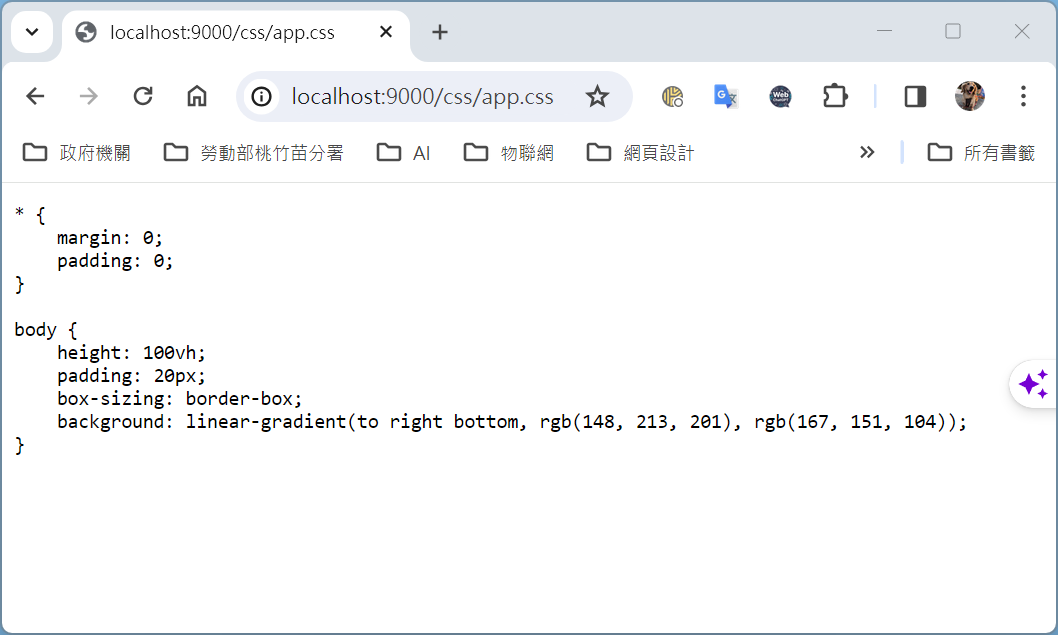 localhost:9000/css/app.css
localhost:9000/css/app.css
Web
ChatGPT
政府機關 勞動部桃竹苗分署 AI 物聯網 網頁設計 所有書籤
* {
    margin: 0;
    padding: 0;
}
body {
    height: 100vh;
    padding: 20px;
    box-sizing: border-box;
    background: linear-gradient(to right bottom, rgb(148, 213, 201), rgb(167, 151, 104));
}